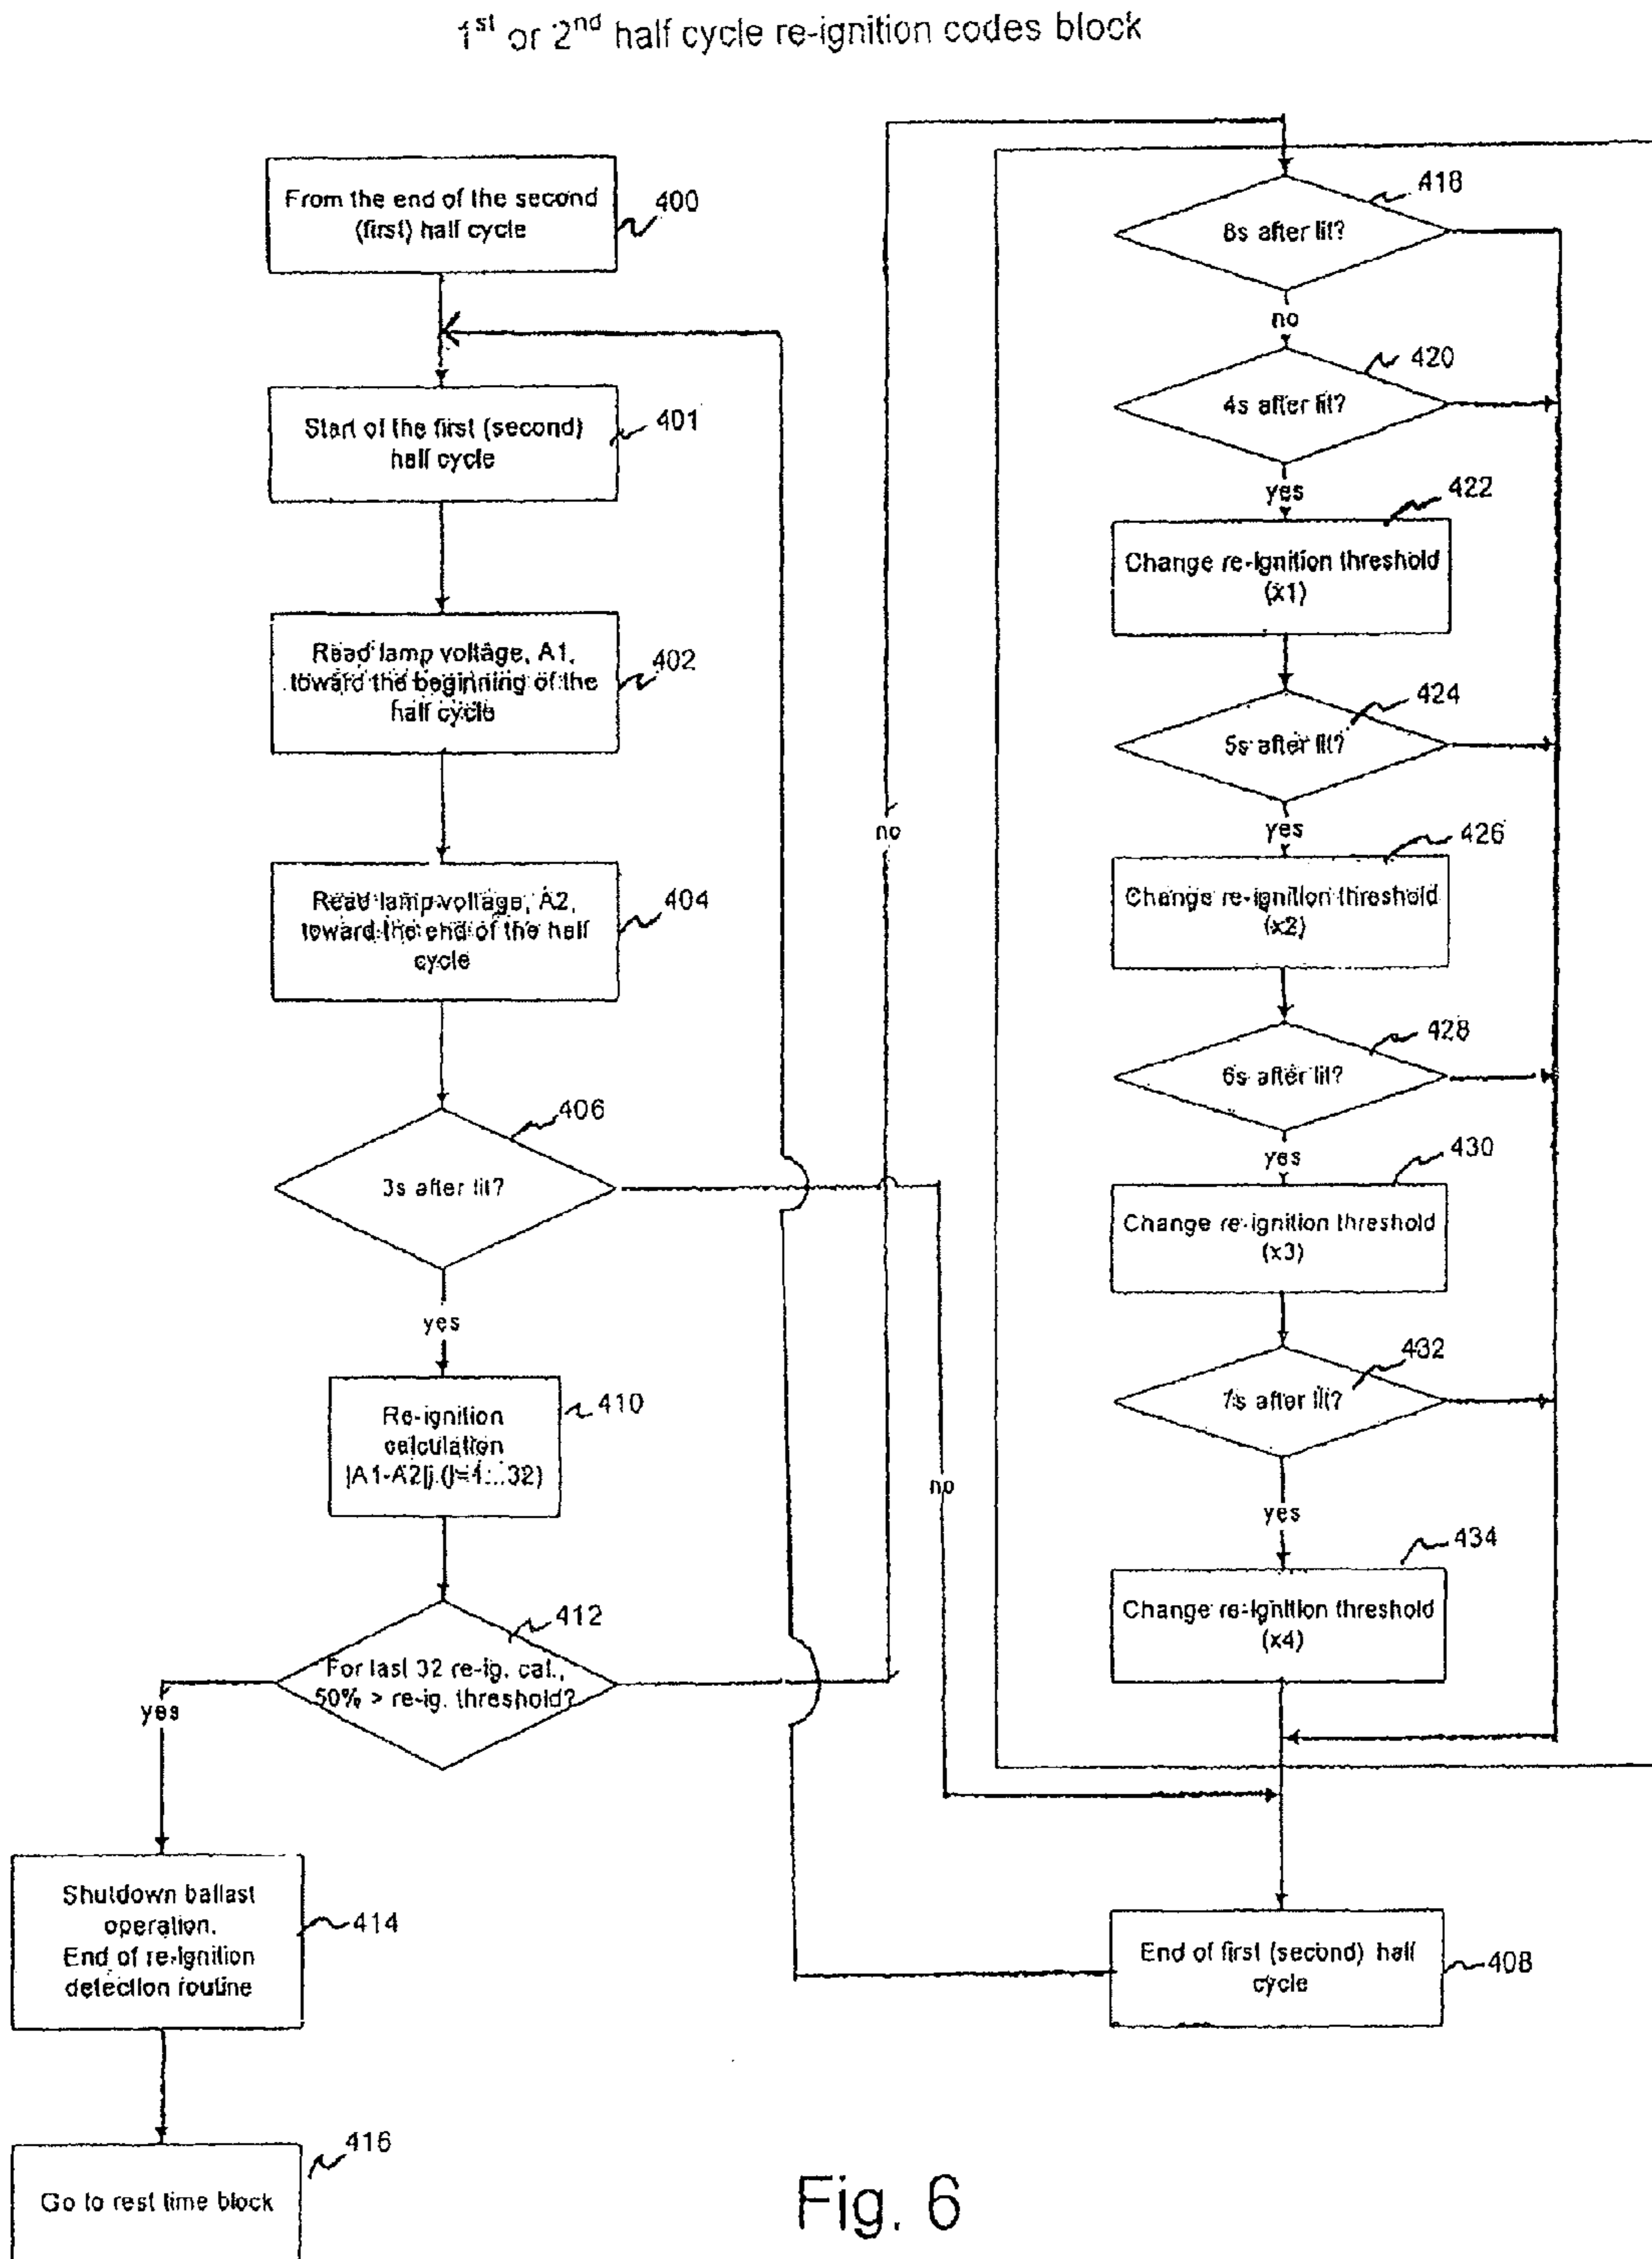 1st or 2nd half cycle re-ignition codes block
From the end of the second
(first) half cycle
400
Start of the first (second)
half cycle
401
Read lamp voltage, A1,
toward the beginning of the
half cycle
402
Read lamp voltage, A2,
toward the end of the half
cycle
404
3s after lit?
406
yes
no
Re-ignition
calculation
|A1-A2|j (j=1...32)
410
For last 32 re-ig. cal.,
50% > re-ig. threshold?
412
yes
no
Shutdown ballast
operation.
End of re-ignition
detection routine
414
Go to rest time block
416
8s after lit?
418
no
4s after lit?
420
yes
Change re-ignition threshold
(x1)
422
5s after lit?
424
yes
Change re-ignition threshold
(x2)
426
6s after lit?
428
yes
Change re-ignition threshold
(x3)
430
7s after lit?
432
yes
Change re-ignition threshold
(x4)
434
End of first (second) half
cycle
408
Fig. 6